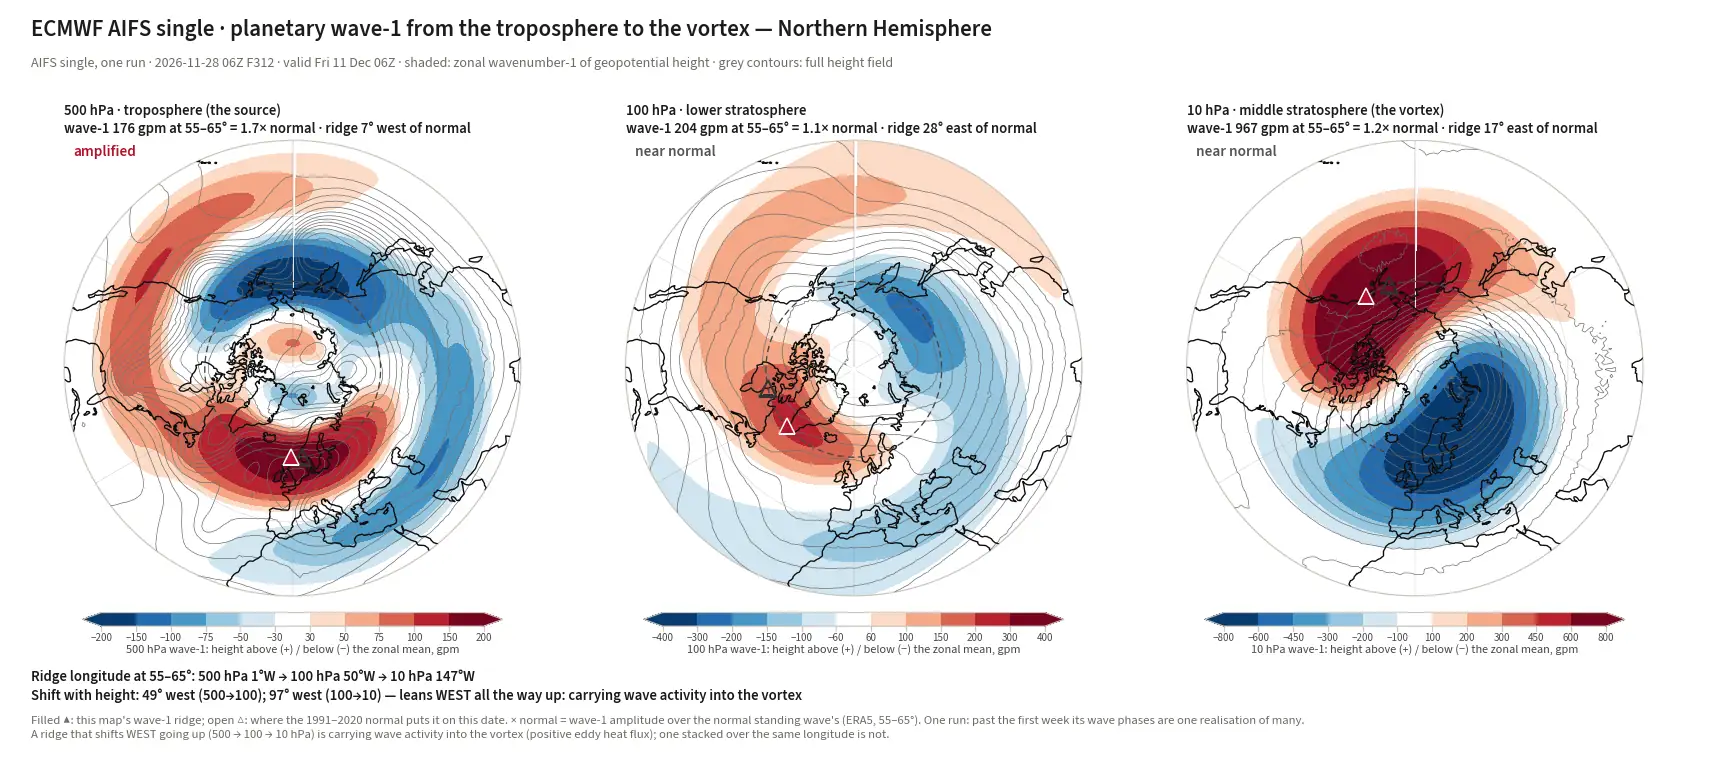 ECMWF AIFS single · planetary wave-1 from the troposphere to the vortex — Northern Hemisphere
AIFS single, one run · 2026-11-28 06Z F312 · valid Fri 11 Dec 06Z · shaded: zonal wavenumber-1 of geopotential height · grey contours: full height field
500 hPa · troposphere (the source)
wave-1 176 gpm at 55–65° = 1.7× normal · ridge 7° west of normal
amplified
100 hPa · lower stratosphere
wave-1 204 gpm at 55–65° = 1.1× normal · ridge 28° east of normal
near normal
10 hPa · middle stratosphere (the vortex)
wave-1 967 gpm at 55–65° = 1.2× normal · ridge 17° east of normal
near normal
−200 −150 −100 −75 −50 −30 30 50 75 100 150 200
500 hPa wave-1: height above (+) / below (−) the zonal mean, gpm
−400 −300 −200 −150 −100 −60 60 100 150 200 300 400
100 hPa wave-1: height above (+) / below (−) the zonal mean, gpm
−800 −600 −450 −300 −200 −100 100 200 300 450 600 800
10 hPa wave-1: height above (+) / below (−) the zonal mean, gpm
Ridge longitude at 55–65°: 500 hPa 1°W → 100 hPa 50°W → 10 hPa 147°W
Shift with height: 49° west (500→100); 97° west (100→10) — leans WEST all the way up: carrying wave activity into the vortex
Filled ▲: this map's wave-1 ridge; open △: where the 1991–2020 normal puts it on this date. × normal = wave-1 amplitude over the normal standing wave's (ERA5, 55–65°). One run: past the first week its wave phases are one realisation of many.
A ridge that shifts WEST going up (500 → 100 → 10 hPa) is carrying wave activity into the vortex (positive eddy heat flux); one stacked over the same longitude is not.